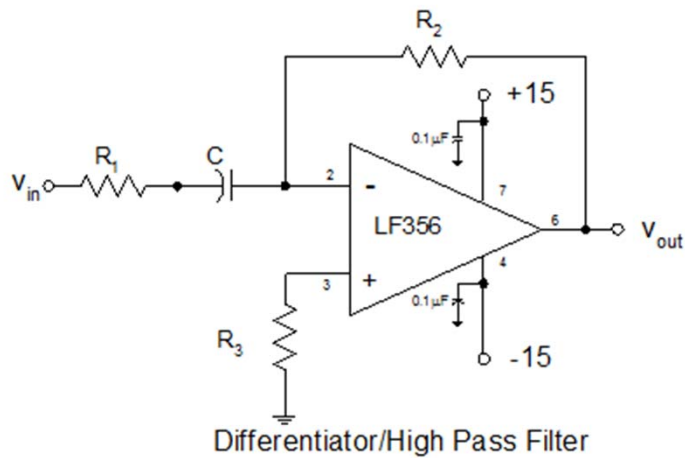 R2
+15
0.1µF
R1
C
Vin
2
-
7
LF356
6
Vout
3
+
4
0.1µF
R3
-15
Differentiator/High Pass Filter